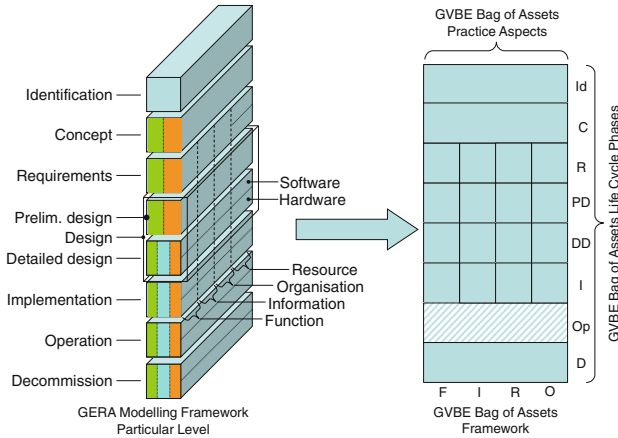 Identification
Concept
Requirements
Prelim. design
Design
Detailed design
Implementation
Operation
Decommission
Software
Hardware
Resource
Organisation
Information
Function
GERA Modelling Framework
Particular Level
GVBE Bag of Assets
Practice Aspects
Id
C
R
PD
DD
I
Op
D
F I R O
GVBE Bag of Assets Life Cycle Phases
GVBE Bag of Assets
Framework